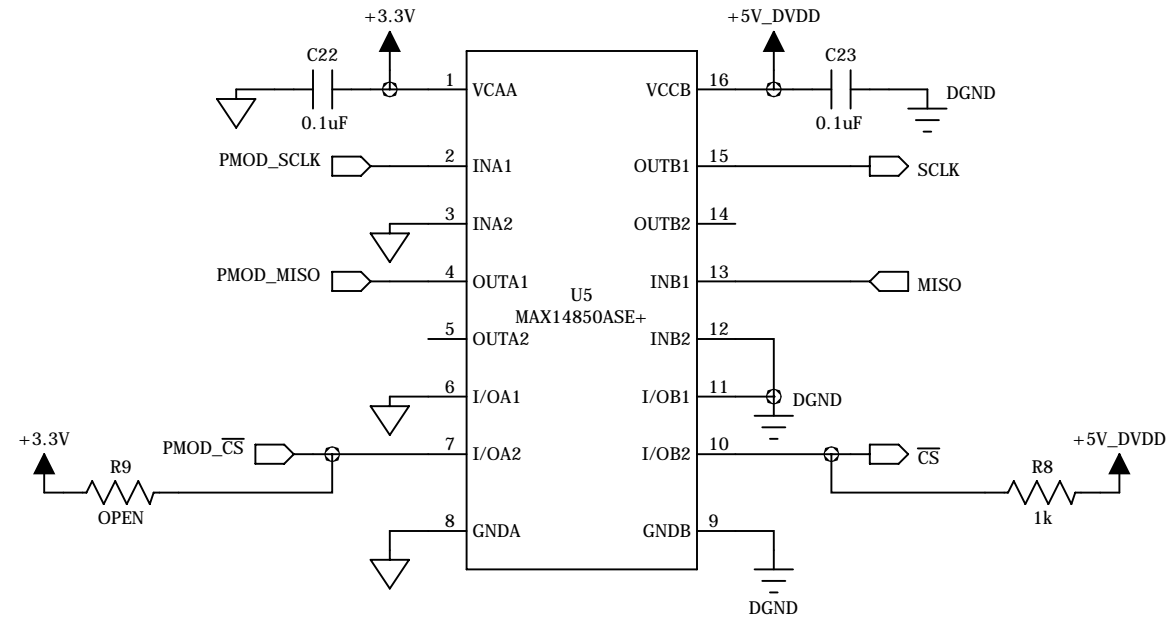 +3.3V
+5V_DVDD
C22
C23
1
VCAA
VCCB
16
DGND
0.1uF
0.1uF
PMOD_SCLK
2
INA1
OUTB1
15
SCLK
3
INA2
OUTB2
14
PMOD_MISO
4
OUTA1
INB1
13
MISO
U5
MAX14850ASE+
5
OUTA2
INB2
12
6
I/OA1
I/OB1
11
DGND
+3.3V
PMOD_C̅S̅
7
I/OA2
I/OB2
10
C̅S̅
+5V_DVDD
R9
R8
OPEN
1k
8
GNDA
GNDB
9
DGND